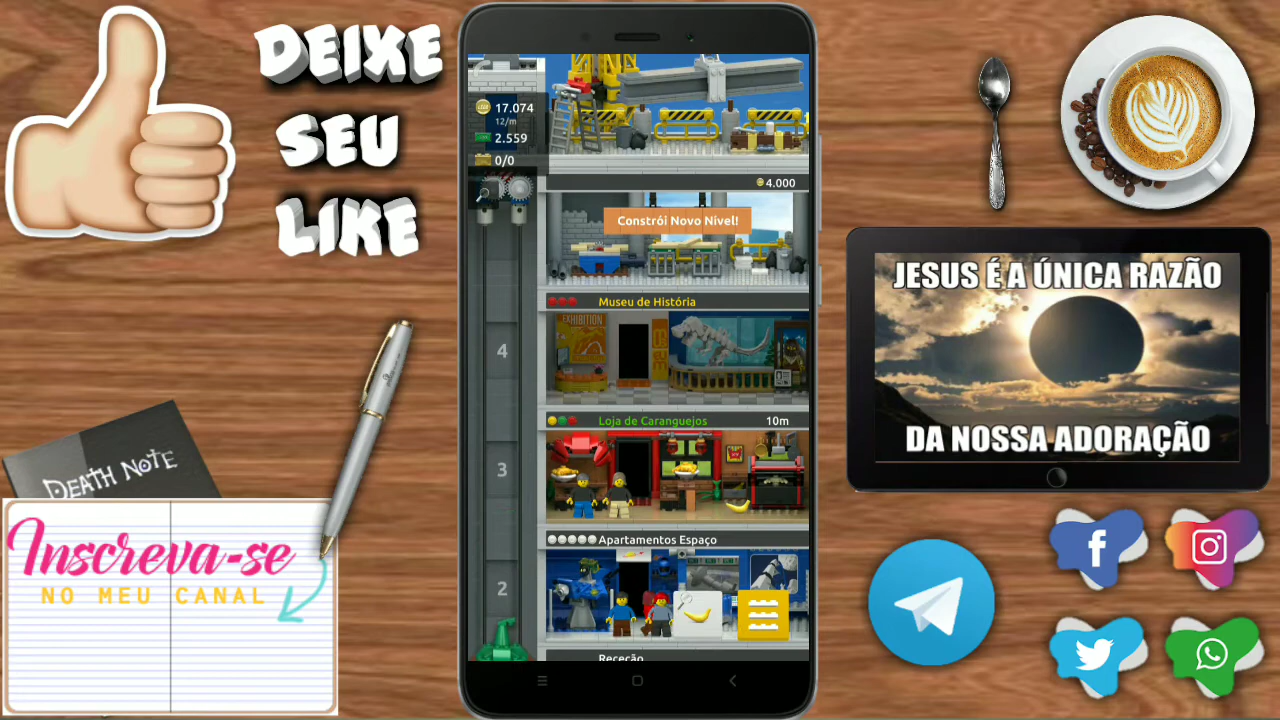 DEIXE
SEU
LIKE
17.074
12/m
2.559
0/0
4.000
Constrói Novo Nível!
Museu de História
EXHIBITION
4
Loja de Caranguejos
10m
3
Apartamentos Espaço
2
Receção
JESUS É A ÚNICA RAZÃO
DA NOSSA ADORAÇÃO
DEATH NOTE
Inscreva-se
NO MEU CANAL